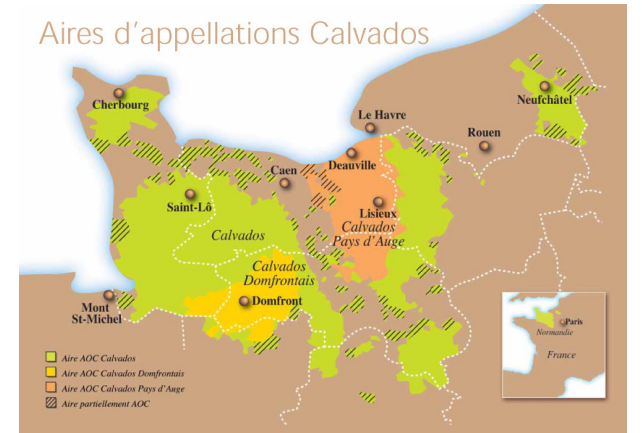 Aires d'appellations Calvados
Cherbourg
Neufchâtel
Le Havre
Rouen
Deauville
Caen
Saint-Lô
Lisieux
Calvados
Calvados
Pays d'Auge
Calvados
Domfrontais
Mont
St-Michel
Domfront
Paris
Normandie
France
Aire AOC Calvados
Aire AOC Calvados Domfrontais
Aire AOC Calvados Pays d'Auge
Aire partiellement AOC